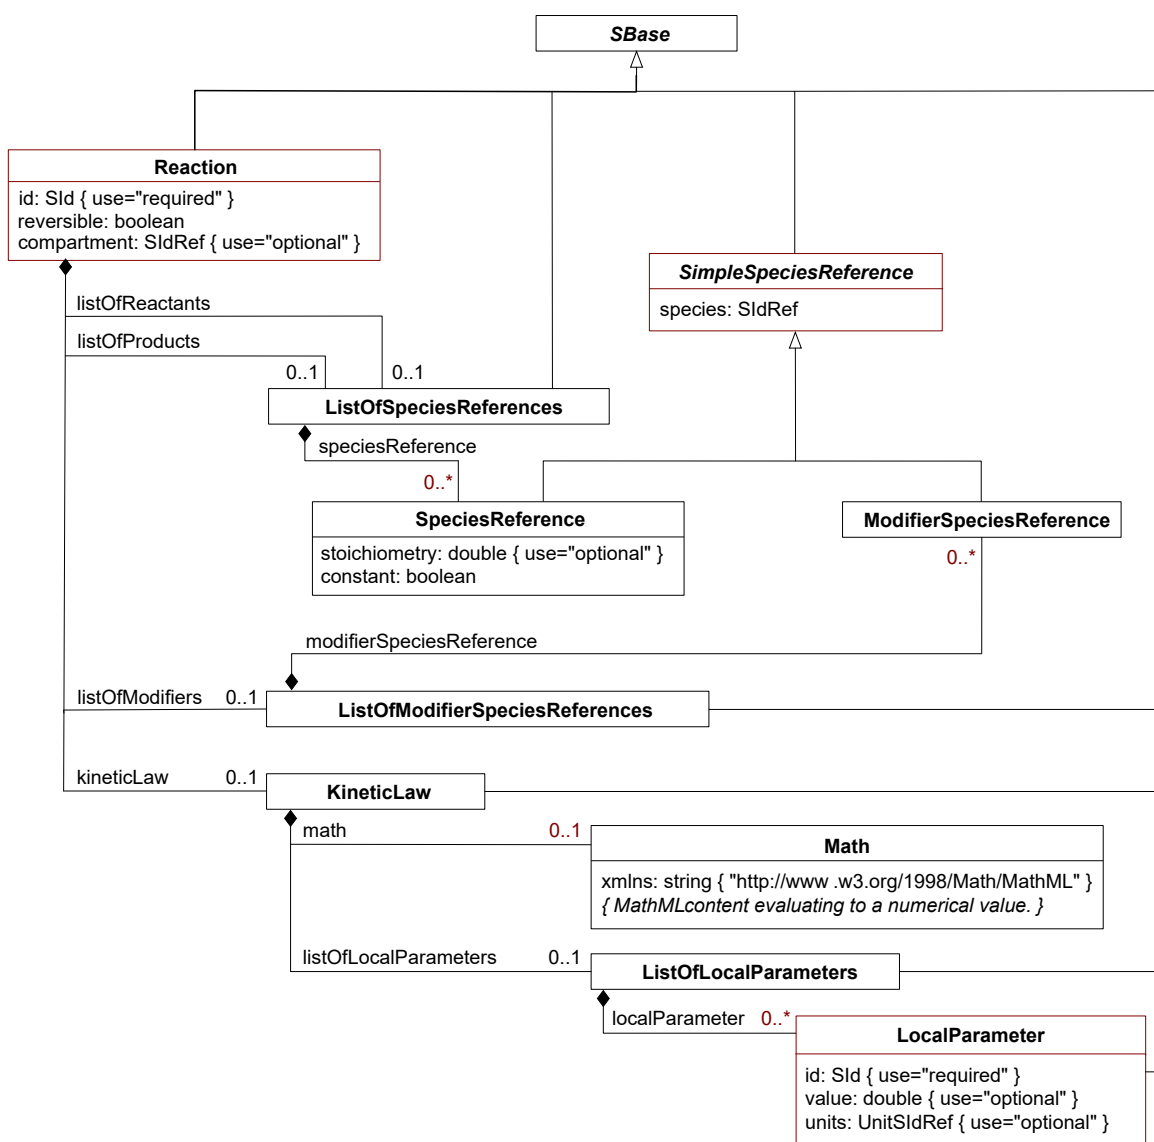 SBase
Reaction
id: SId { use="required" }
reversible: boolean
compartment: SIdRef { use="optional" }
SimpleSpeciesReference
species: SIdRef
listOfReactants
listOfProducts
0..1
0..1
ListOfSpeciesReferences
speciesReference
0..*
SpeciesReference
stoichiometry: double { use="optional" }
constant: boolean
ModifierSpeciesReference
0..*
modifierSpeciesReference
listOfModifiers 0..1
ListOfModifierSpeciesReferences
kineticLaw 0..1
KineticLaw
math 0..1
Math
xmlns: string { "http://www .w3.org/1998/Math/MathML" }
{ MathMLcontent evaluating to a numerical value. }
listOfLocalParameters 0..1
ListOfLocalParameters
localParameter 0..*
LocalParameter
id: SId { use="required" }
value: double { use="optional" }
units: UnitSIdRef { use="optional" }